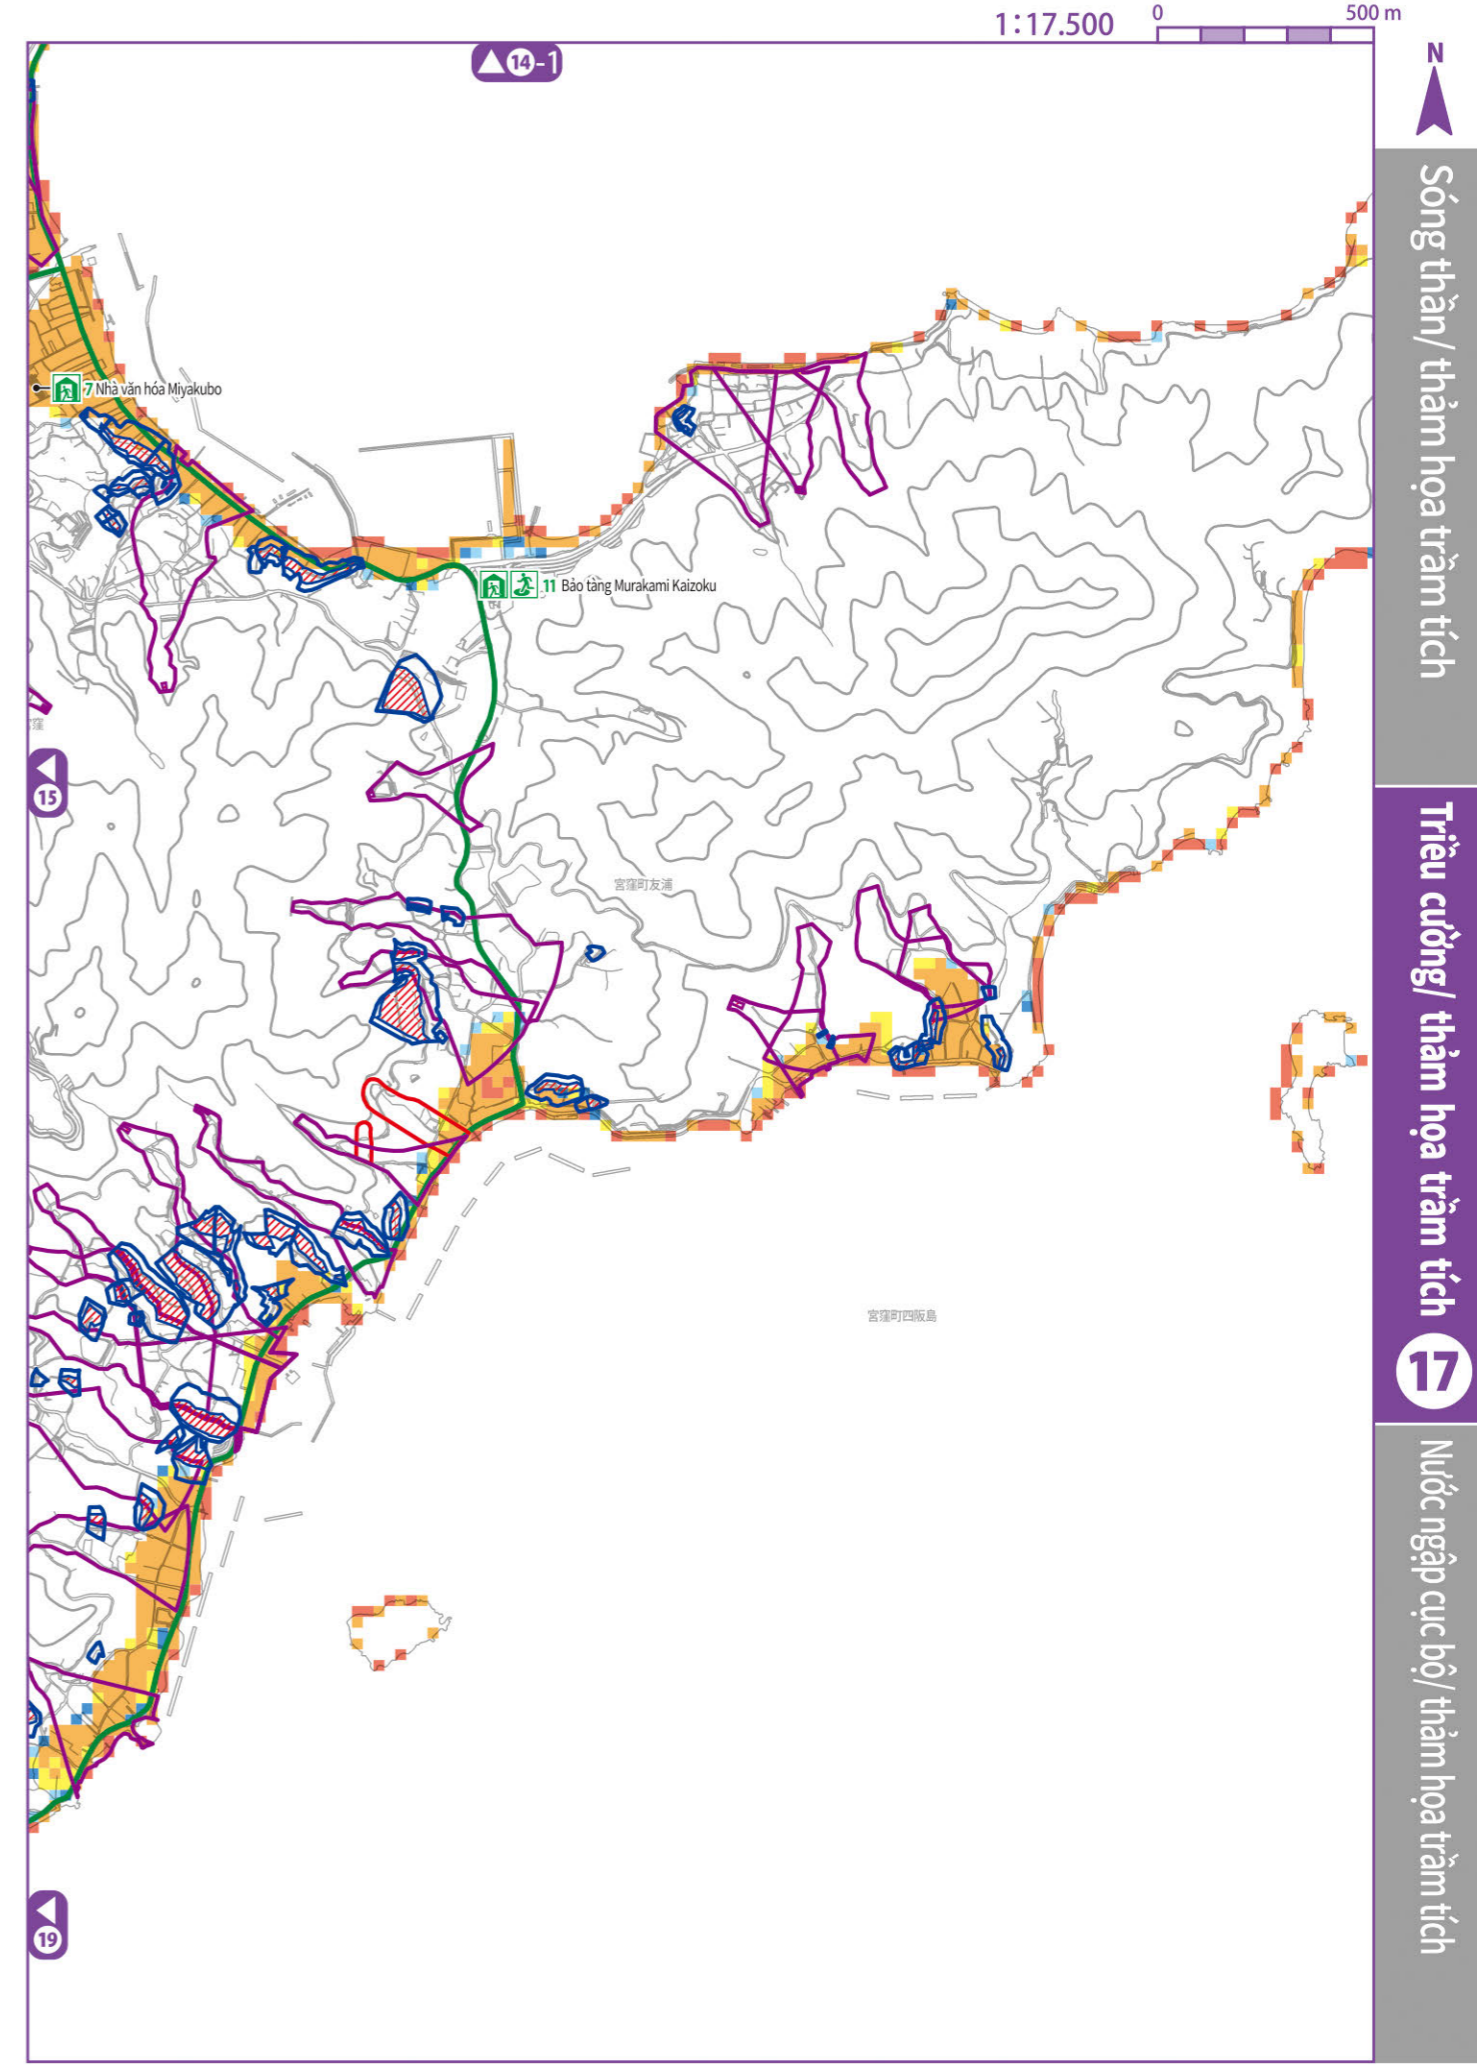 1:17.500
0
500 m
14-1
N
Sóng thần/ thảm họa trầm tích
7 Nhà văn hóa Miyakubo
11 Bảo tàng Murakami Kaizoku
15
Triều cường/ thảm họa trầm tích
17
宮窪町友浦
宮窪町四阪島
Nước ngập cục bộ/ thảm họa trầm tích
19